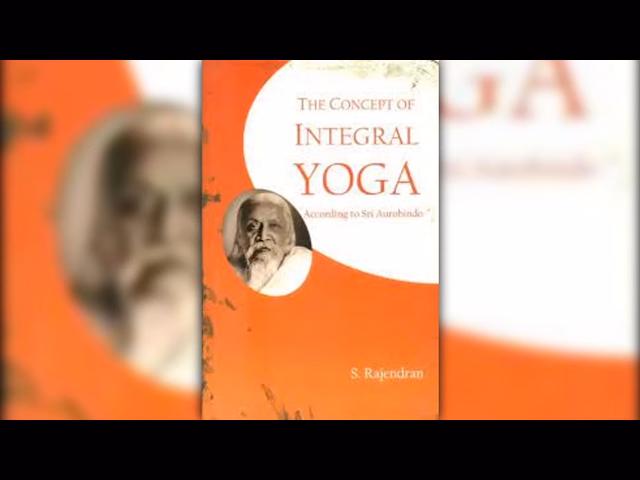 THE CONCEPT OF
INTEGRAL
YOGA
According to Sri Aurobindo
S. Rajendran